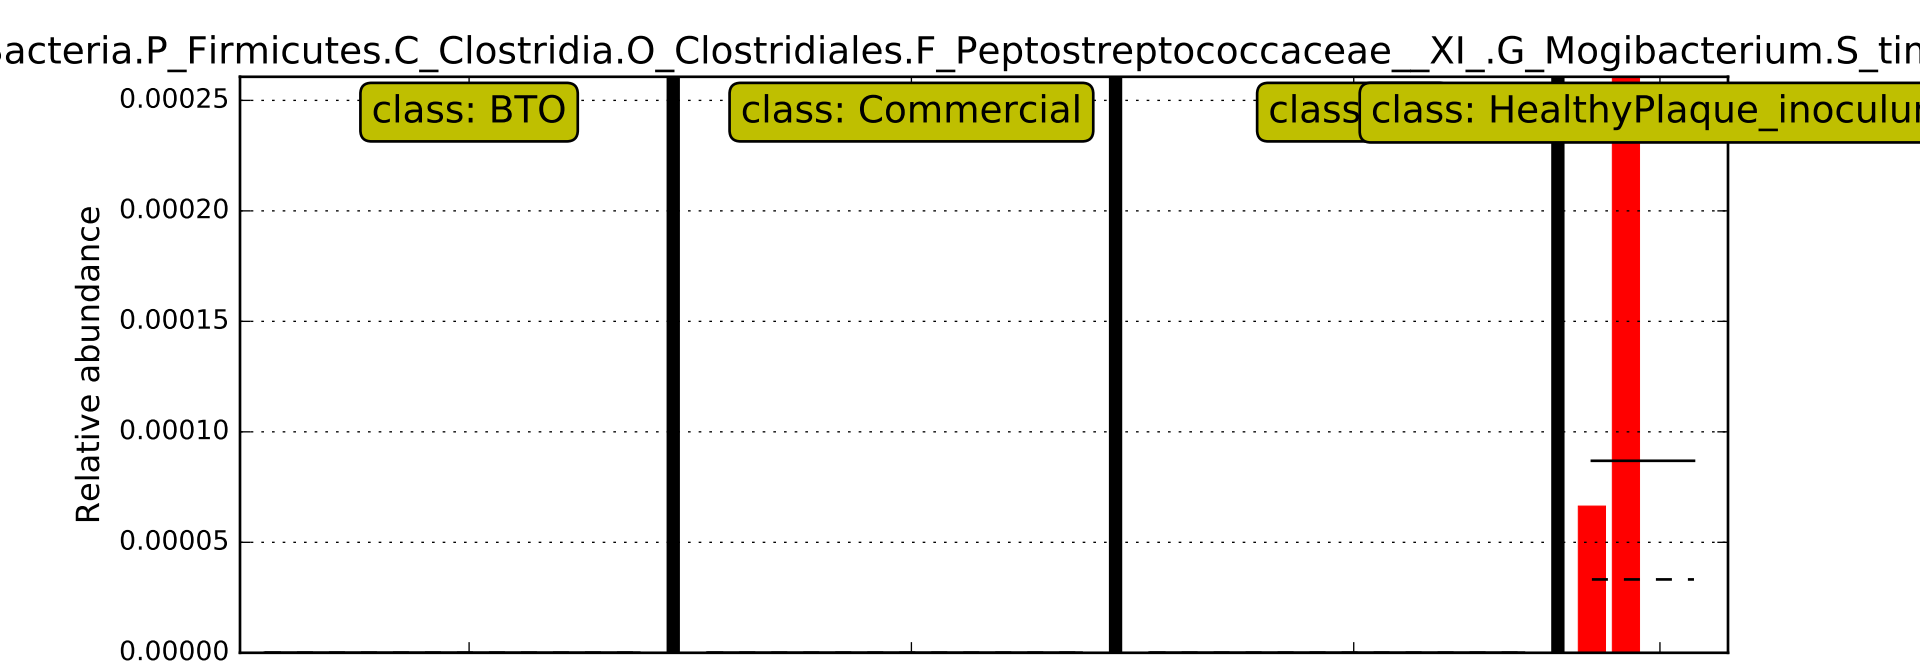 acteria.P_Firmicutes.C_Clostridia.O_Clostridiales.F_Peptostreptococcaceae__XI_.G_Mogibacterium.S_tim
class: BTO
class: Commercial
class
class: HealthyPlaque_inoculum
0.00025
0.00020
0.00015
0.00010
0.00005
0.00000
Relative abundance